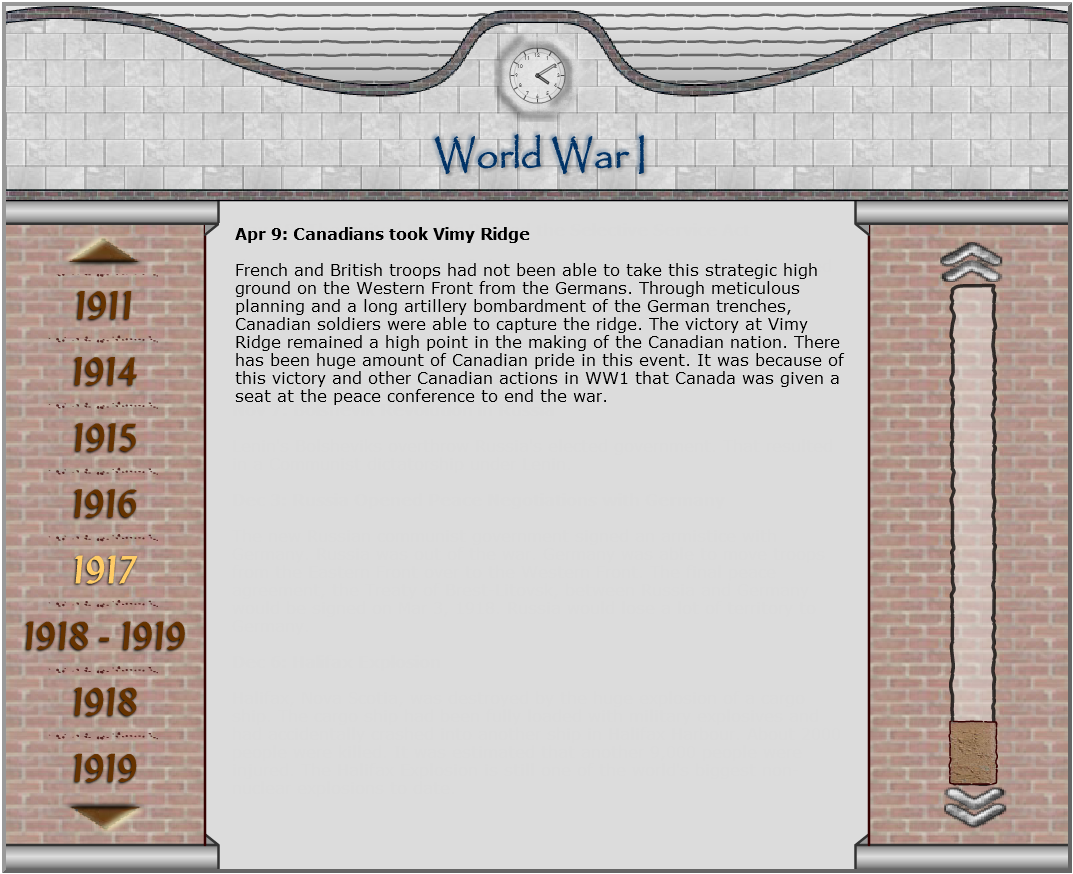 World War I
Apr 9: Canadians took Vimy Ridge
French and British troops had not been able to take this strategic high
ground on the Western Front from the Germans. Through meticulous
planning and a long artillery bombardment of the German trenches,
Canadian soldiers were able to capture the ridge. The victory at Vimy
Ridge remained a high point in the making of the Canadian nation. There
has been huge amount of Canadian pride in this event. It was because of
this victory and other Canadian actions in WW1 that Canada was given a
seat at the peace conference to end the war.
1911
1914
1915
1916
1917
1918 - 1919
1918
1919